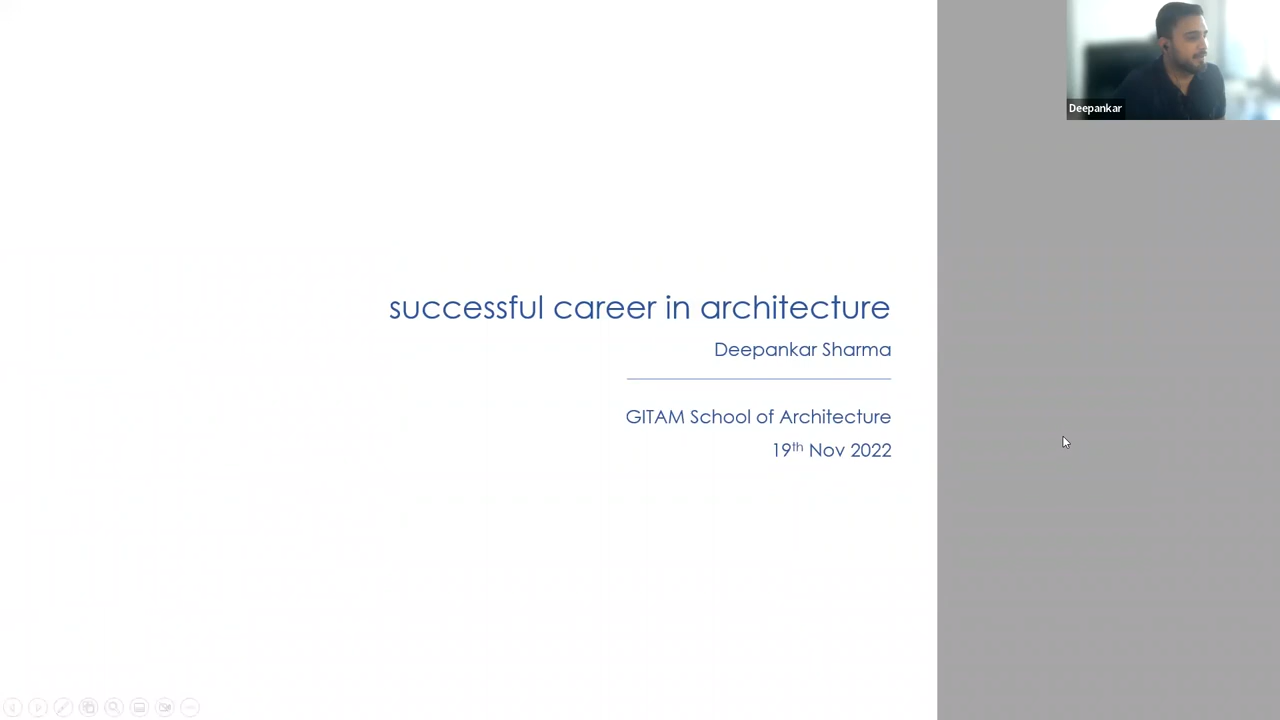 Deepankar
successful career in architecture
Deepankar Sharma
GITAM School of Architecture
19th Nov 2022